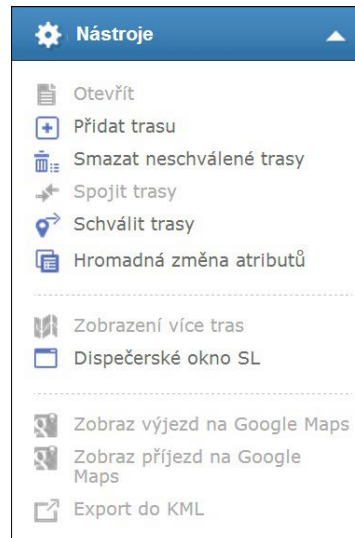 Nástroje
Otevřít
Přidat trasu
Smazat neschválené trasy
Spojit trasy
Schválit trasy
Hromadná změna atributů
Zobrazení více tras
Dispečerské okno SL
Zobraz výjezd na Google Maps
Zobraz příjezd na Google
Maps
Export do KML